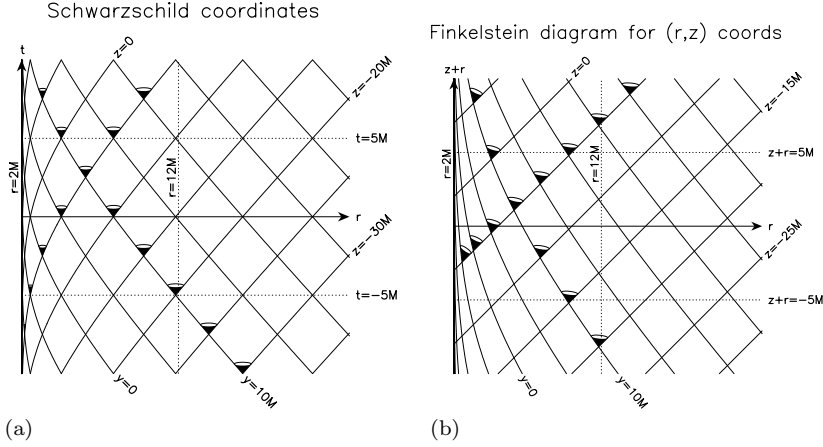 Schwarzschild coordinates
t
z=0
z=−20M
t=5M
r=2M
r=12M
r
z=−30M
t=−5M
y=0
y=10M
(a)
Finkelstein diagram for (r,z) coords
z+r
z=0
z=−15M
r=2M
r=12M
z+r=5M
r
z=−25M
z+r=−5M
y=0
y=10M
(b)